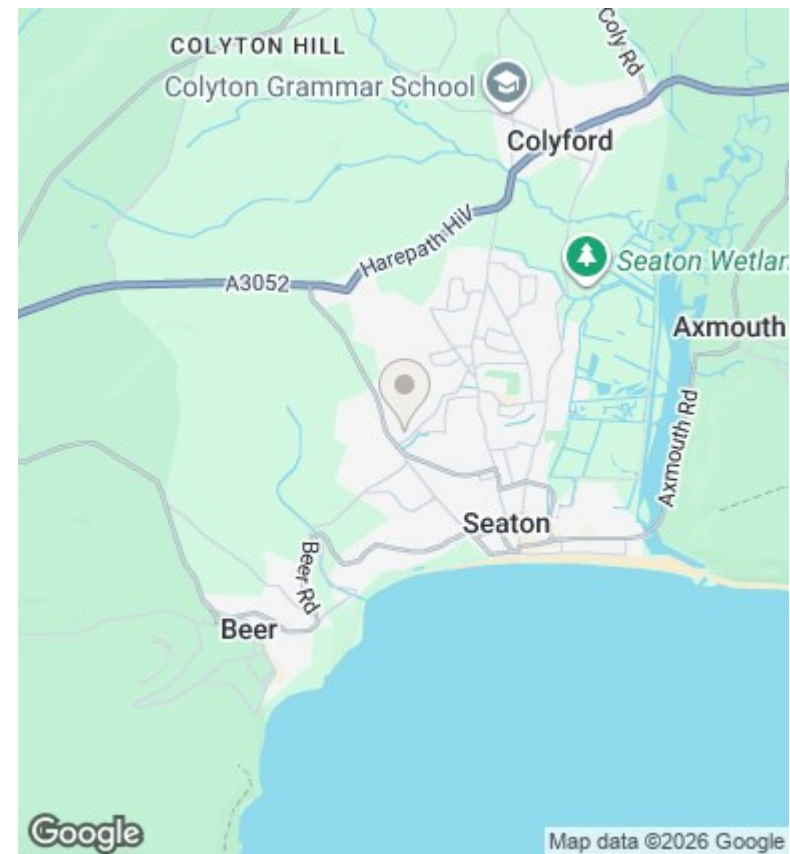 COLYTON HILL
Coly Rd
Colyton Grammar School
Colyford
Harepath Hil
A3052
Seaton Wetlan
Axmouth
Axmouth Rd
Seaton
Beer Rd
Beer
Google
Map data ©2026 Google